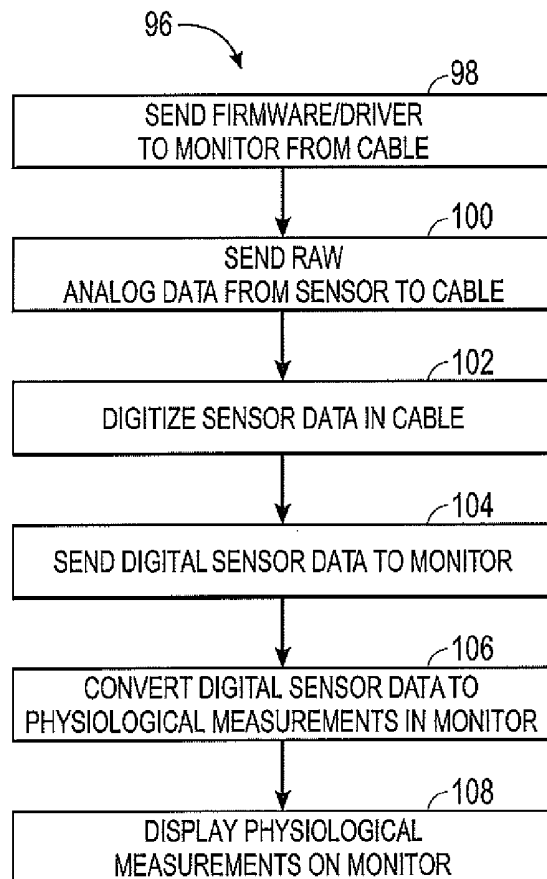 96
98
SEND FIRMWARE/DRIVER
TO MONITOR FROM CABLE
100
SEND RAW
ANALOG DATA FROM SENSOR TO CABLE
102
DIGITIZE SENSOR DATA IN CABLE
104
SEND DIGITAL SENSOR DATA TO MONITOR
106
CONVERT DIGITAL SENSOR DATA TO
PHYSIOLOGICAL MEASUREMENTS IN MONITOR
108
DISPLAY PHYSIOLOGICAL
MEASUREMENTS ON MONITOR